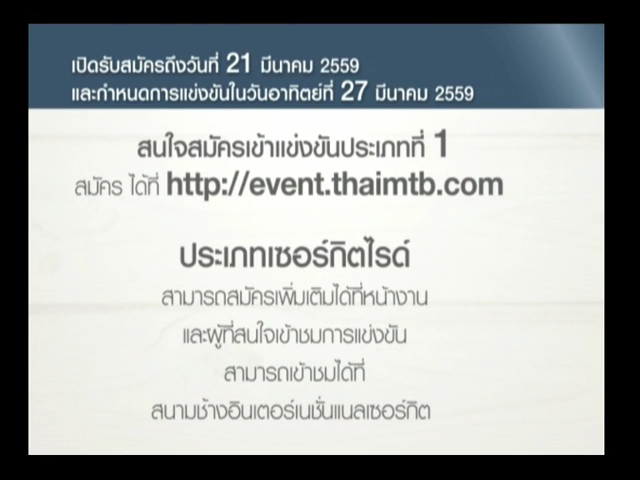 เปิดรับสมัครถึงวันที่ 21 มีนาคม 2559
และกำหนดการแข่งขันในวันอาทิตย์ที่ 27 มีนาคม 2559
สนใจสมัครเข้าแข่งขันประเภทที่ 1
สมัคร ได้ที่ http://event.thaimtb.com
ประเภทเซอร์กิตไรด์
สามารถสมัครเพิ่มเติมได้ที่หน้างาน
และผู้ที่สนใจเข้าชมการแข่งขัน
สามารถเข้าชมได้ที่
สนามช้างอินเตอร์เนชั่นแนลเซอร์กิต